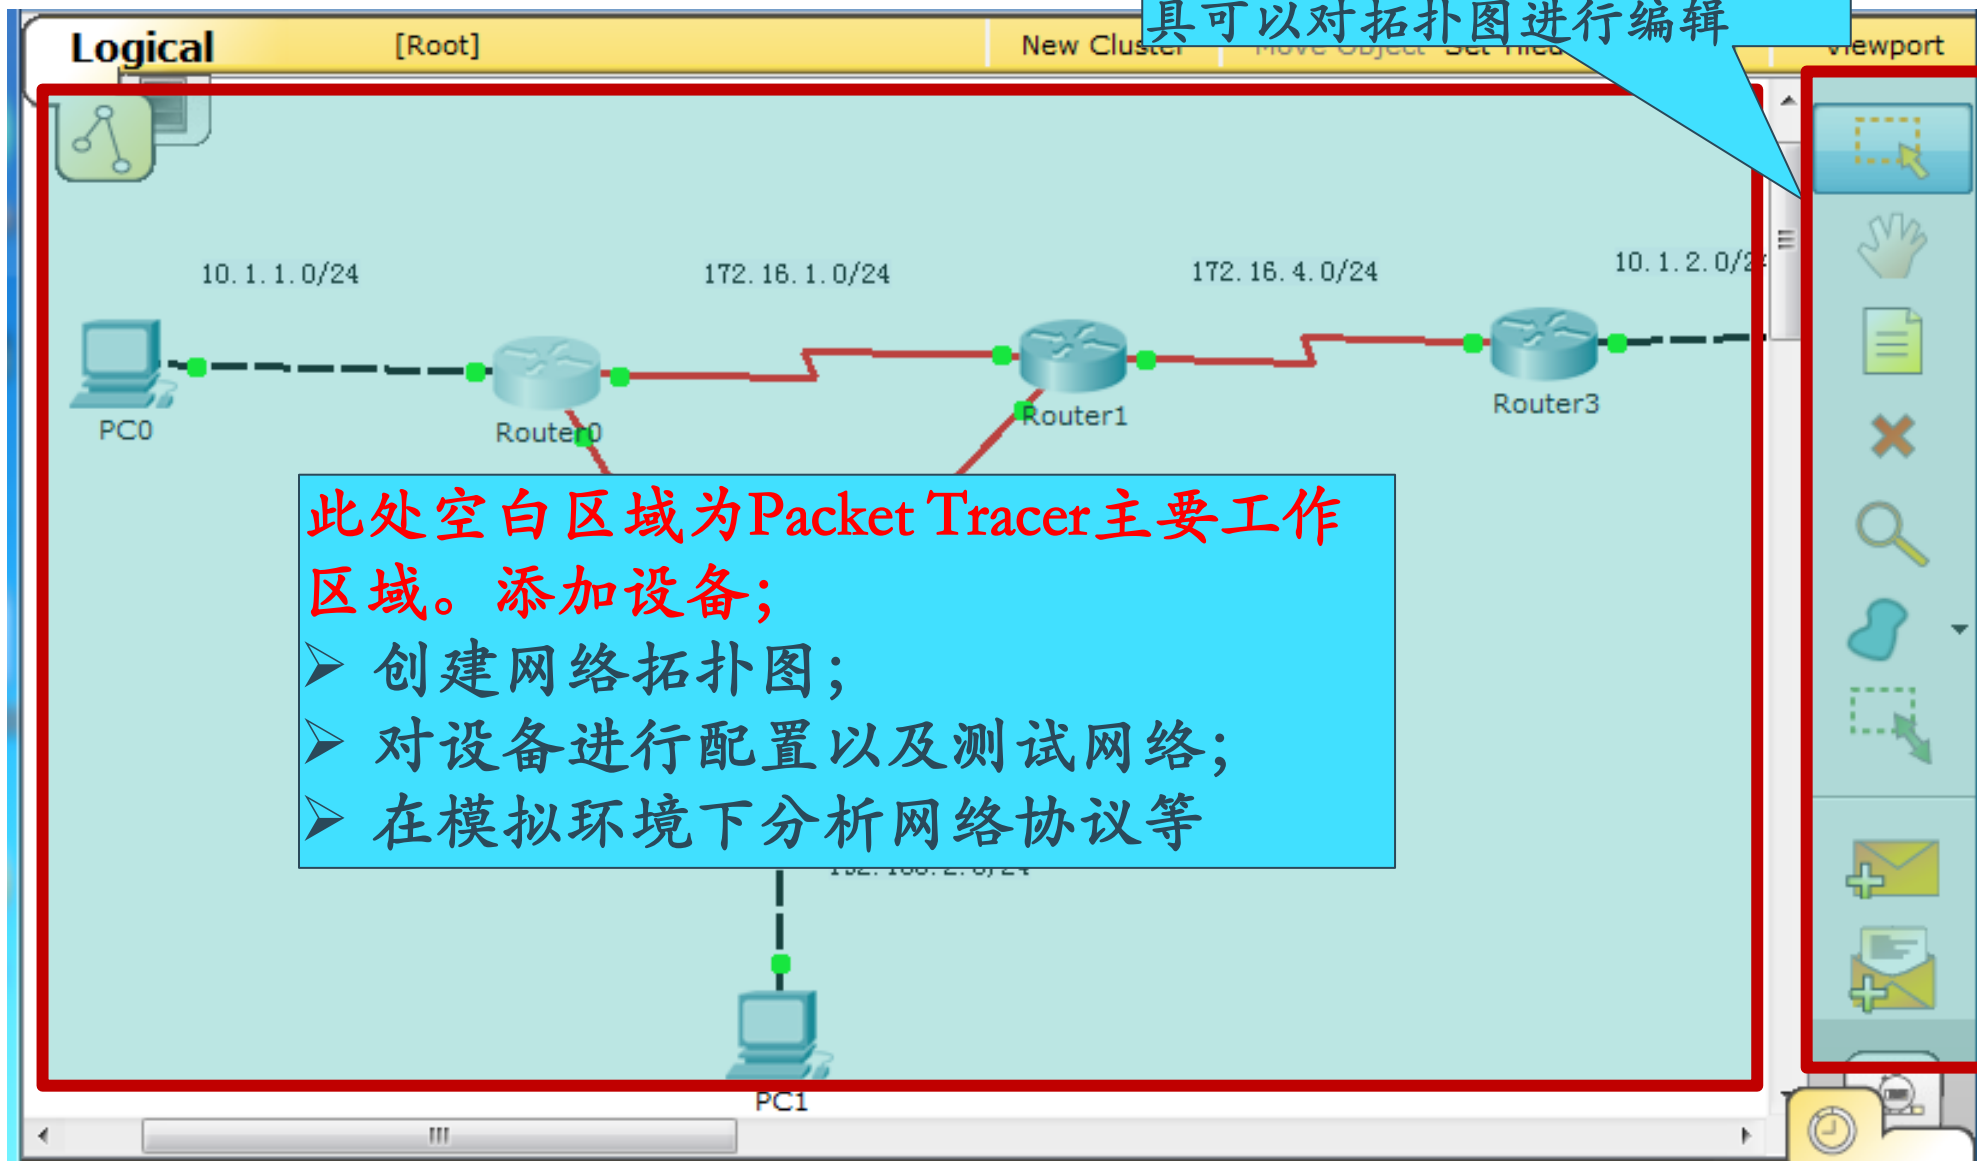 具可以对拓扑图进行编辑
Logical [Root] New Cluster Viewport
10.1.1.0/24 172.16.1.0/24 172.16.4.0/24 10.1.2.0/24
PC0 Router0 Router1 Router3
此处空白区域为Packet Tracer主要工作
区域。添加设备;
➢ 创建网络拓扑图;
➢ 对设备进行配置以及测试网络;
➢ 在模拟环境下分析网络协议等
PC1